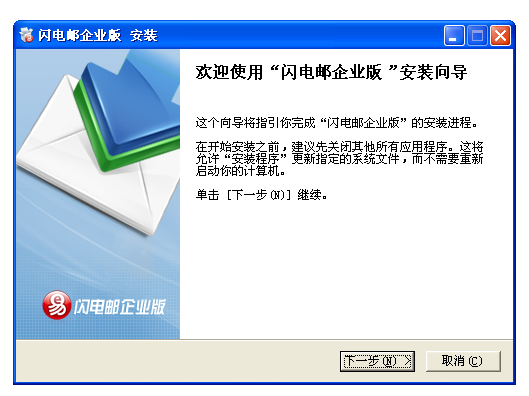 闪电邮企业版 安装
欢迎使用“闪电邮企业版 ”安装向导
这个向导将指引你完成“闪电邮企业版”的安装进程。
在开始安装之前，建议先关闭其他所有应用程序。这将
允许“安装程序”更新指定的系统文件，而不需要重新
启动你的计算机。
单击 [下一步(N)] 继续。
易 闪电邮企业版
下一步(N) >
取消(C)